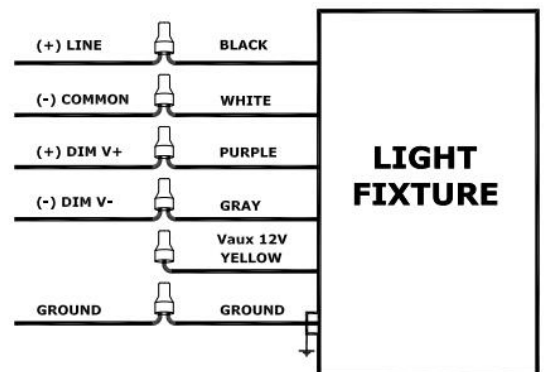 (+) LINE BLACK
(-) COMMON WHITE
(+) DIM V+ PURPLE
(-) DIM V- GRAY
Vaux 12V
YELLOW
GROUND GROUND
LIGHT
FIXTURE